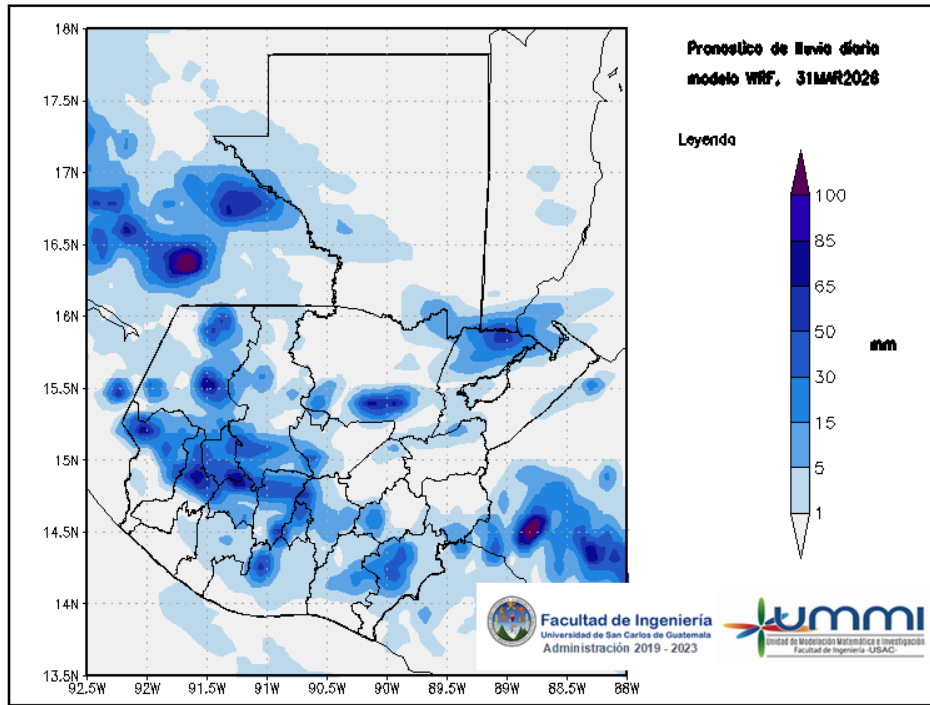 Pronostico de lluvia diaria
modelo WRF, 31MAR2026
Leyenda
100
85
65
50
30
15
5
1
mm
18N
17.5N
17N
16.5N
16N
15.5N
15N
14.5N
14N
13.5N
92.5W
92W
91.5W
91W
90.5W
90W
89.5W
89W
88.5W
88W
Facultad de Ingeniería
Universidad de San Carlos de Guatemala
Administración 2019 - 2023
UMMI
Unidad de Modelación Matemática e Investigación
Facultad de Ingeniería -USAC-